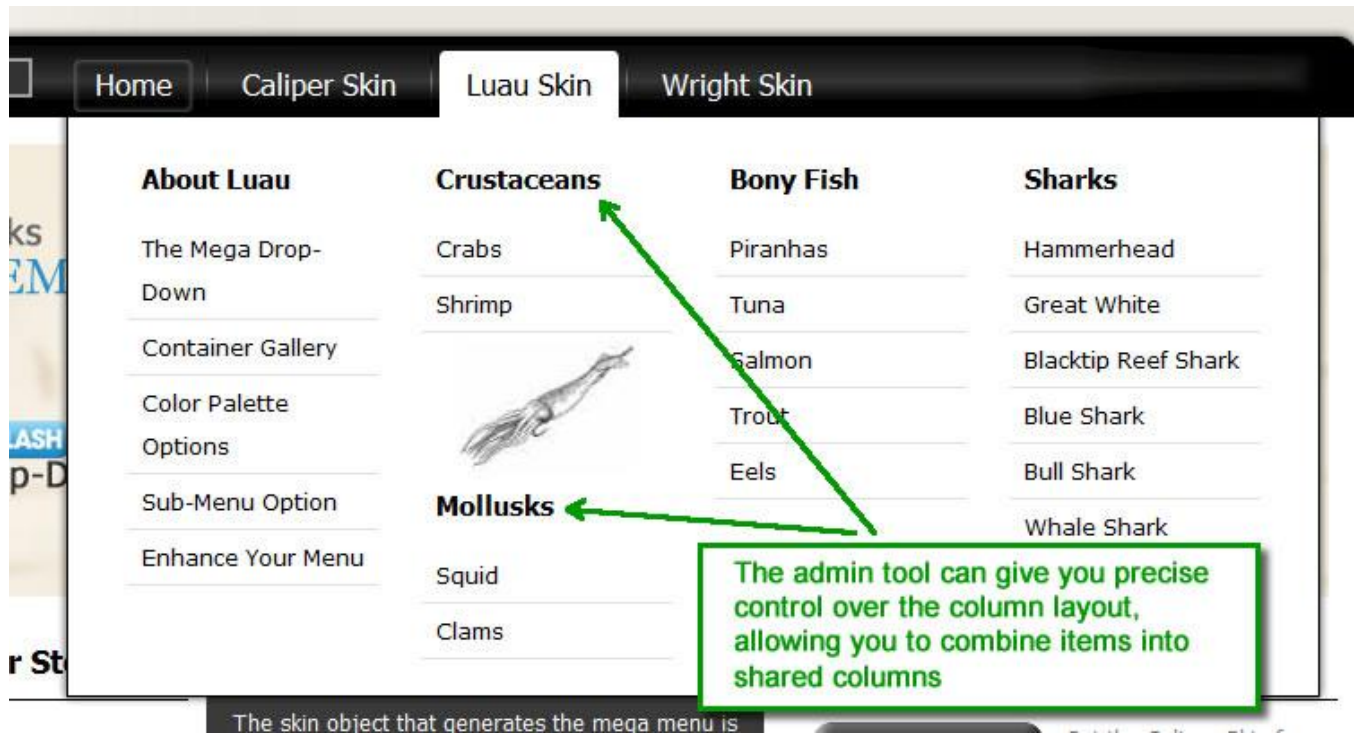 Home
Caliper Skin
Luau Skin
Wright Skin
About Luau
The Mega Drop-
Down
Container Gallery
Color Palette
Options
Sub-Menu Option
Enhance Your Menu
Crustaceans
Crabs
Shrimp
Mollusks
Squid
Clams
Bony Fish
Piranhas
Tuna
Salmon
Trout
Eels
Sharks
Hammerhead
Great White
Blacktip Reef Shark
Blue Shark
Bull Shark
Whale Shark
The admin tool can give you precise
control over the column layout,
allowing you to combine items into
shared columns
ks
EM
LASH
p-D
r St
The skin object that generates the mega menu is